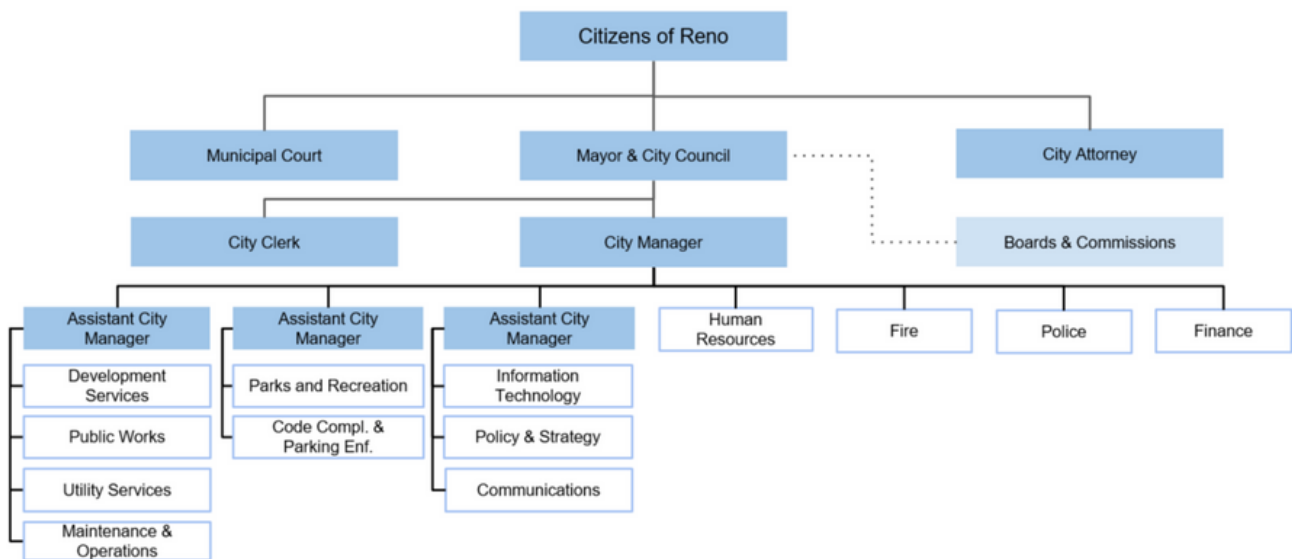 Citizens of Reno
Municipal Court
Mayor & City Council
City Attorney
City Clerk
City Manager
Boards & Commissions
Assistant City
Manager
Assistant City
Manager
Assistant City
Manager
Human
Resources
Fire
Police
Finance
Development
Services
Public Works
Utility Services
Maintenance &
Operations
Parks and Recreation
Code Compl. &
Parking Enf.
Information
Technology
Policy & Strategy
Communications